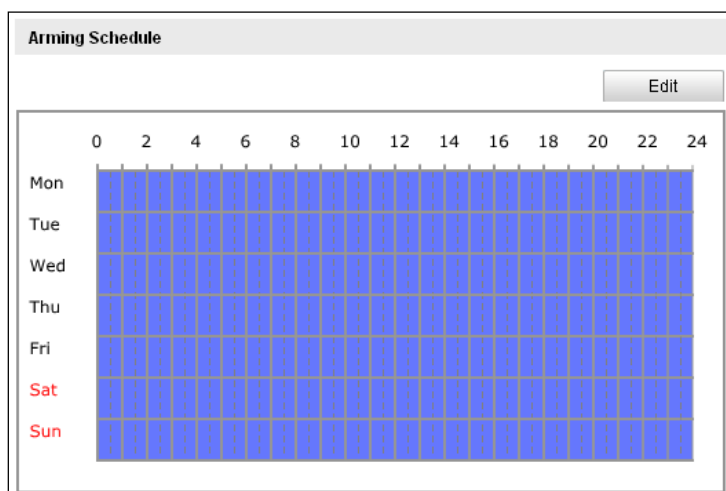 Arming Schedule
Edit
0 2 4 6 8 10 12 14 16 18 20 22 24
Mon
Tue
Wed
Thu
Fri
Sat
Sun